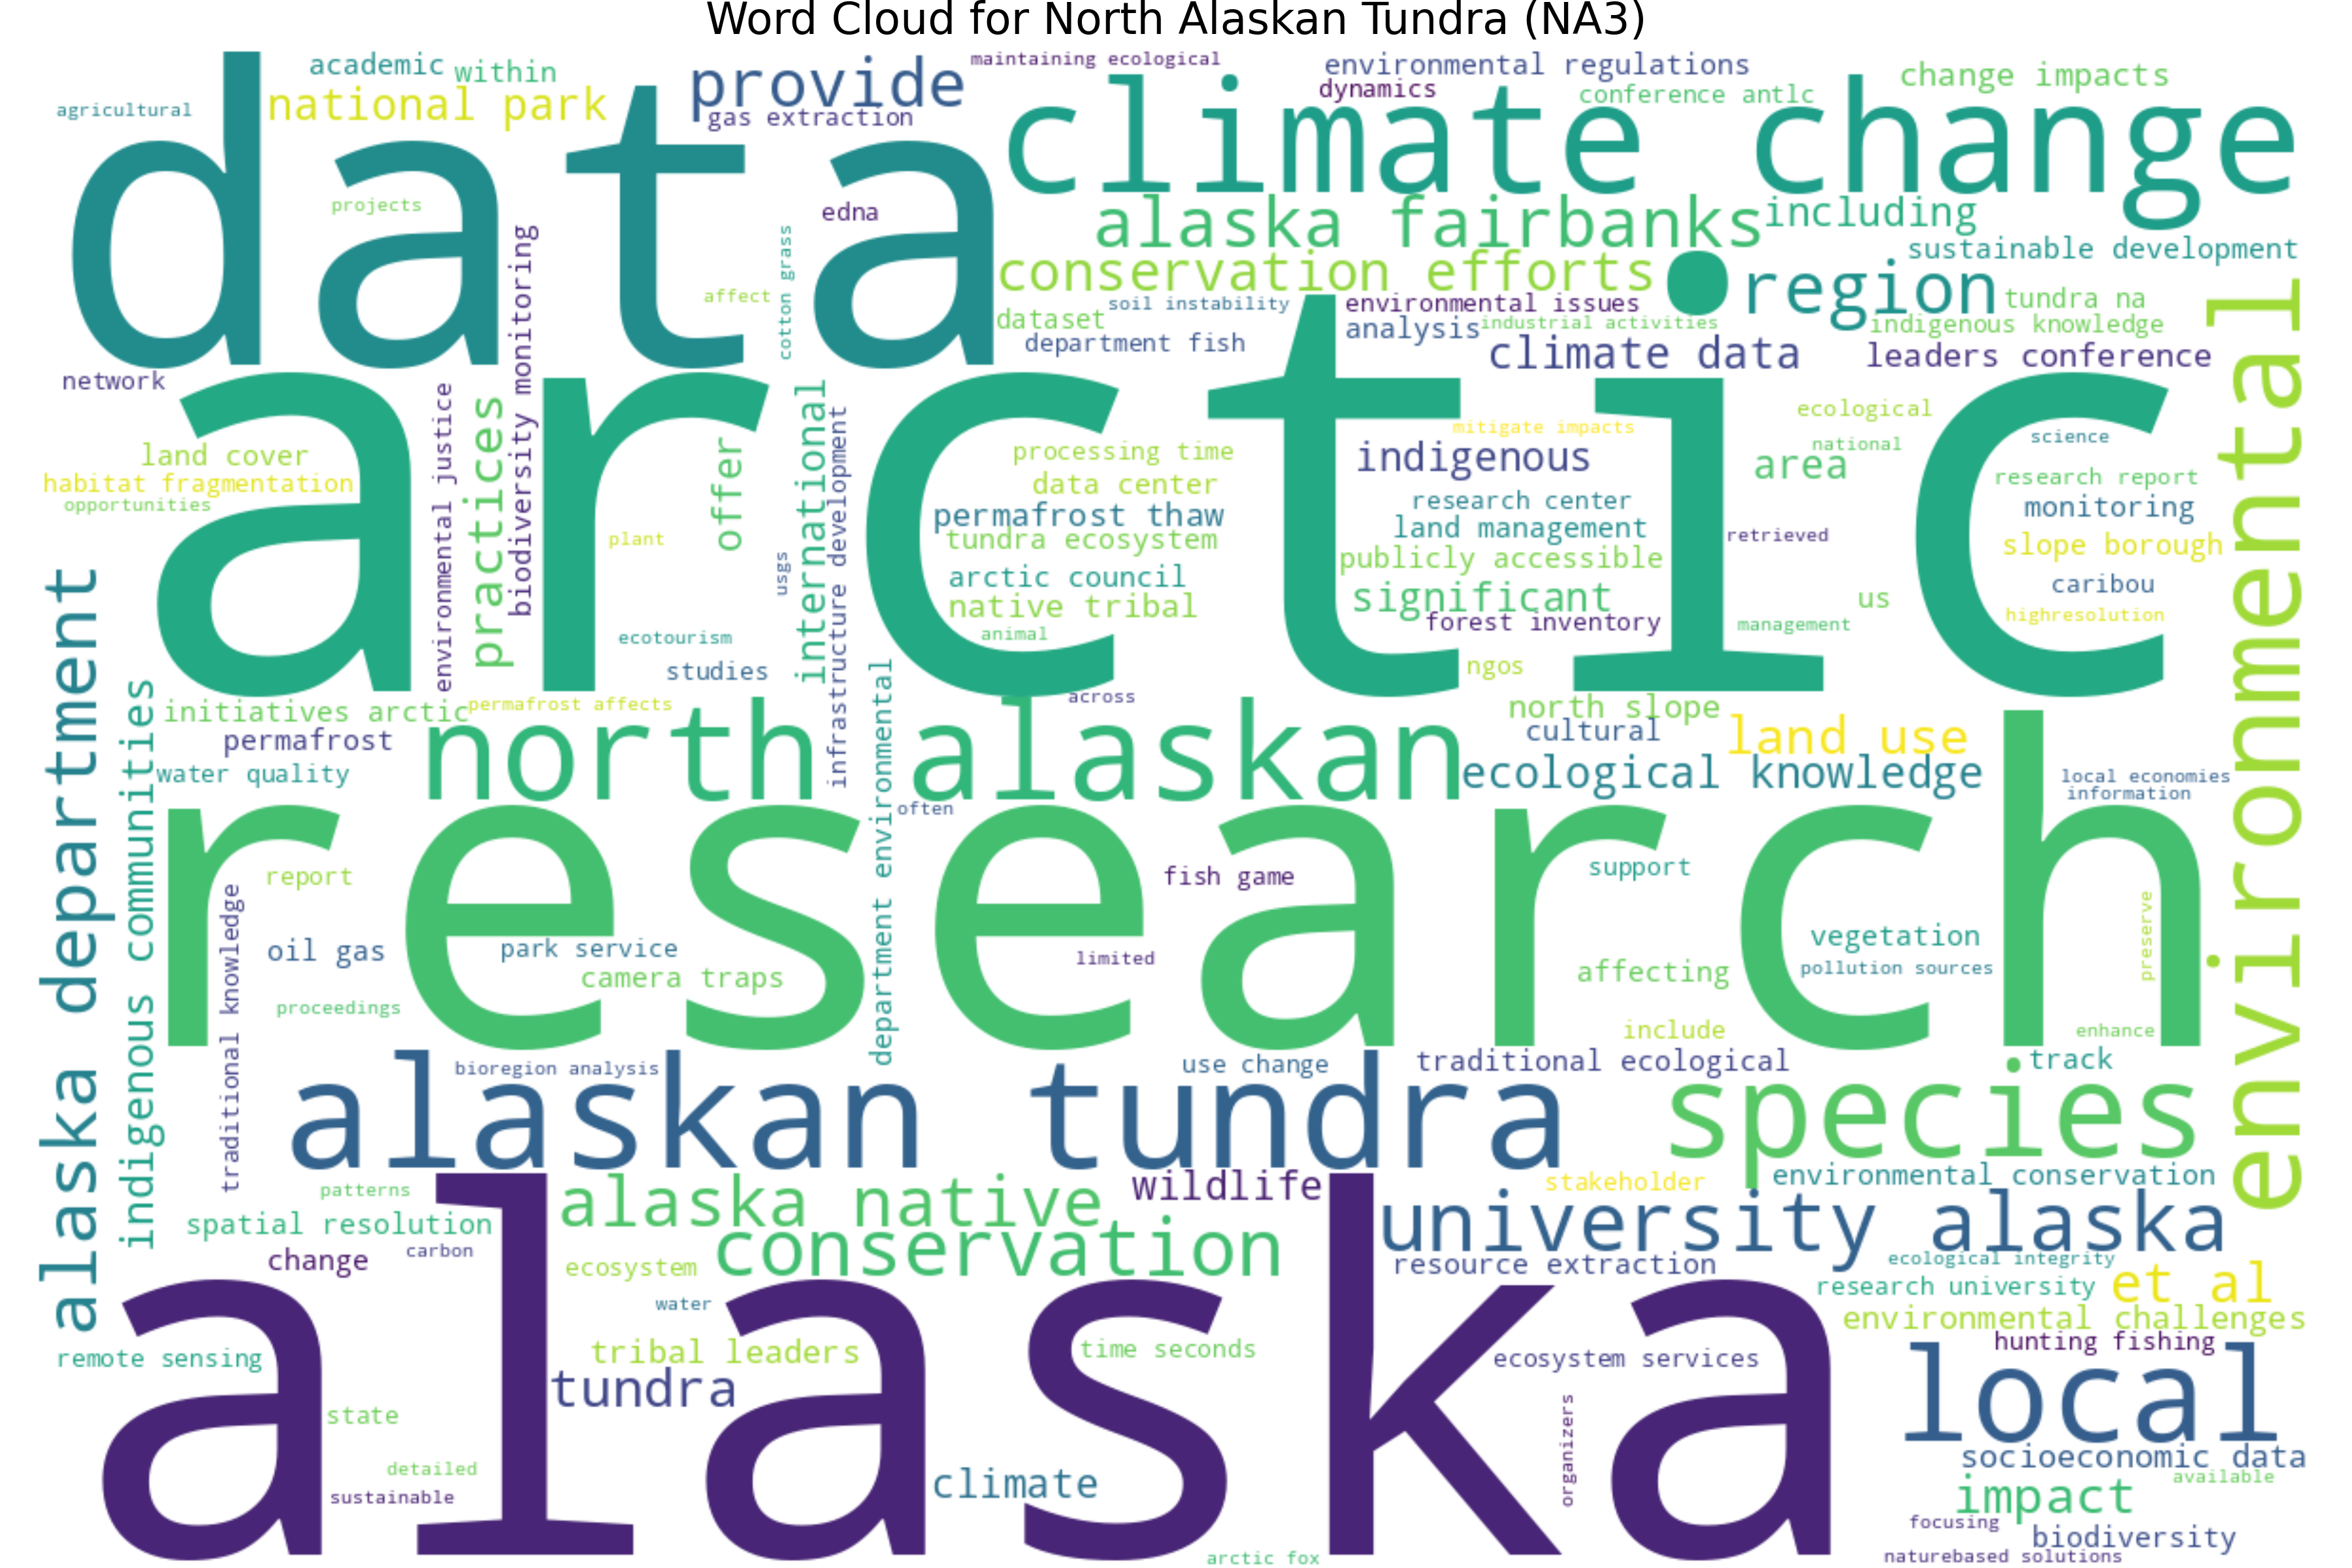 Word Cloud for North Alaskan Tundra (NA3)
academic
within
provide
maintaining ecological
environmental regulations
change impacts
agricultural
national park
gas extraction
dynamics
conference antlc
data
climate change
projects
edna
alaska fairbanks
including
biodiversity monitoring
cotton grass
conservation efforts
sustainable development
affect
soil instability
environmental issues
region
tundra na
dataset
analysis
industrial activities
indigenous knowledge
department fish
climate data
leaders conference
network
arctic
environmental
environmental justice
practices
offer
international
infrastructure development
ecological
mitigate impacts
national
science
land cover
processing time
indigenous
area
research report
habitat fragmentation
data center
research center
monitoring
opportunities
permafrost thaw
land management
retrieved
plant
tundra ecosystem
publicly accessible
slope borough
usgs
arctic council
caribou
native tribal
significant
us
highresolution
ecotourism
animal
forest inventory
management
studies
ngos
alaska department
indigenous communities
department environmental
initiatives arctic
permafrost affects
across
north slope
permafrost
north alaskan
cultural
land use
water quality
ecological knowledge
local economies
information
often
research
report
fish game
support
traditional knowledge
oil gas
park service
limited
vegetation
preserve
camera traps
affecting
pollution sources
proceedings
include
enhance
bioregion analysis
use change
traditional ecological
track
alaskan tundra
species
patterns
alaska native
wildlife
stakeholder
environmental conservation
spatial resolution
conservation
university alaska
change
carbon
ecosystem
resource extraction
ecological integrity
research university
et al
alaska
water
environmental challenges
remote sensing
tribal leaders
time seconds
ecosystem services
hunting fishing
tundra
local
state
organizers
detailed
climate
socioeconomic data
available
sustainable
impact
focusing
biodiversity
arctic fox
naturebased solutions